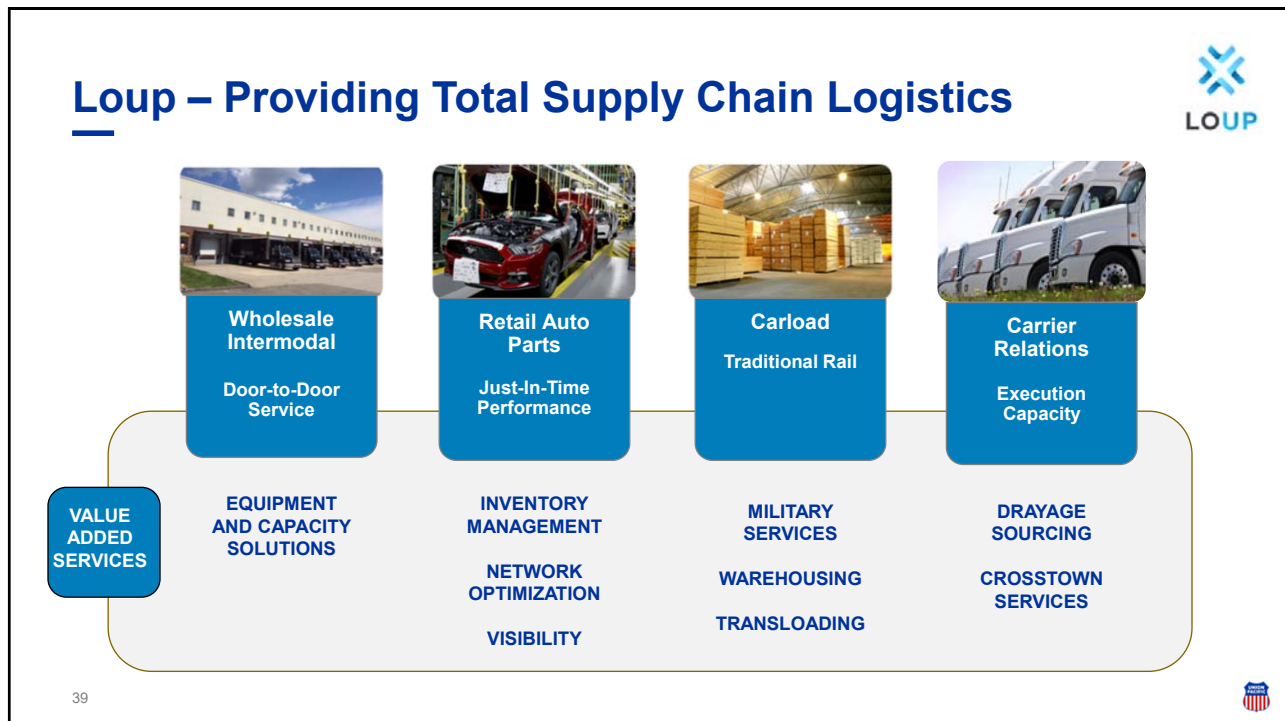 Loup – Providing Total Supply Chain Logistics
LOUP
Wholesale
Intermodal
Door-to-Door
Service
Retail Auto
Parts
Just-In-Time
Performance
Carload
Traditional Rail
Carrier
Relations
Execution
Capacity
VALUE
ADDED
SERVICES
EQUIPMENT
AND CAPACITY
SOLUTIONS
INVENTORY
MANAGEMENT
NETWORK
OPTIMIZATION
VISIBILITY
MILITARY
SERVICES
WAREHOUSING
TRANSLOADING
DRAYAGE
SOURCING
CROSSTOWN
SERVICES
39
UNION
PACIFIC